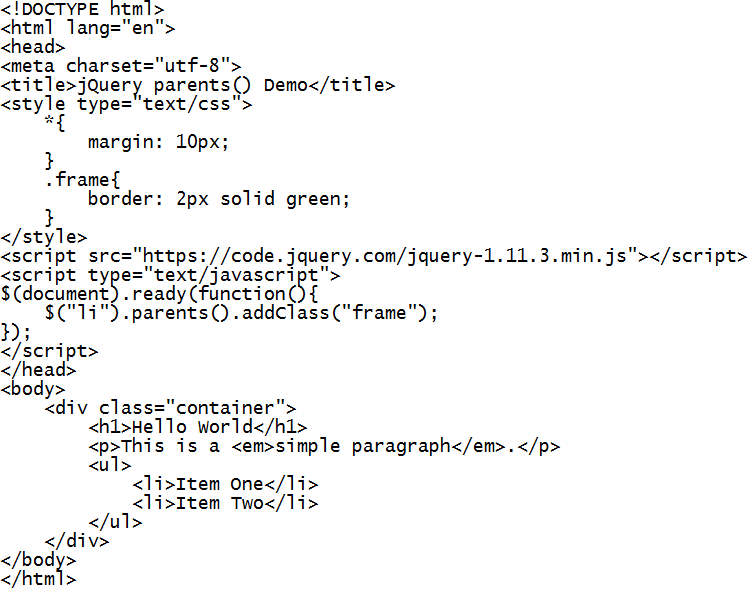 <!DOCTYPE html>
<html lang="en">
<head>
<meta charset="utf-8">
<title>jQuery parents() Demo</title>
<style type="text/css">
    *{
        margin: 10px;
    }
    .frame{
        border: 2px solid green;
    }
</style>
<script src="https://code.jquery.com/jquery-1.11.3.min.js"></script>
<script type="text/javascript">
$(document).ready(function(){
    $("li").parents().addClass("frame");
});
</script>
</head>
<body>
    <div class="container">
        <h1>Hello World</h1>
        <p>This is a <em>simple paragraph</em>.</p>
        <ul>
            <li>Item One</li>
            <li>Item Two</li>
        </ul>
    </div>
</body>
</html>